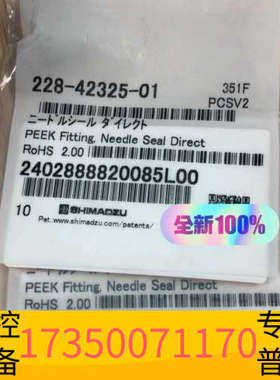 228-42325-01
351F
PCSV2
ニードルシール ダイレクト
PEEK Fitting, Needle Seal Direct
RoHS 2.00
2402888820085L00
10 SHIMADZU
Pat.www.shimadzu.com/patents/
全新100%
PEEK Fitting, Needle Seal Direct
RoHS 2.00
控 17350071170 专
备 普